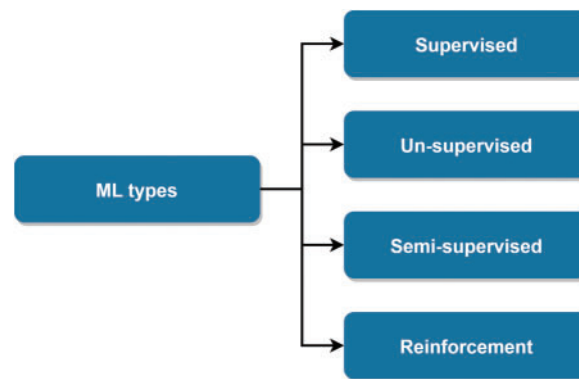 Supervised
Un-supervised
ML types
Semi-supervised
Reinforcement